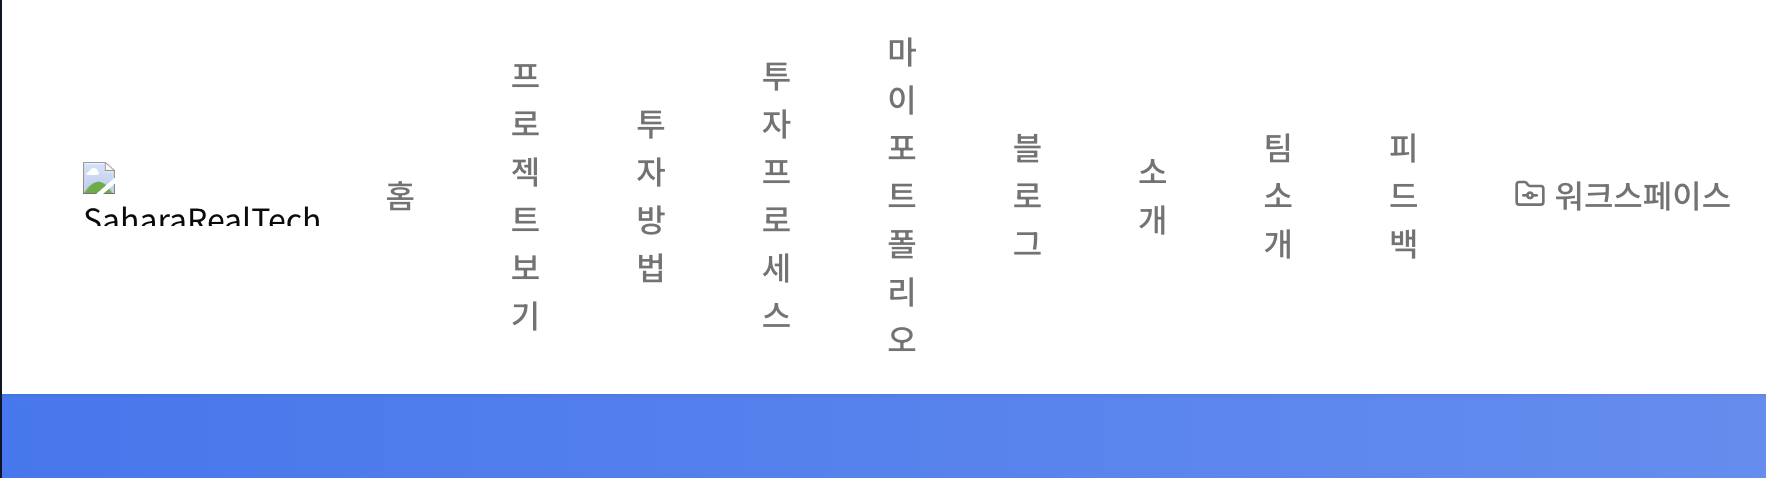 SaharaRealTech
홈
프로젝트보기
투자방법
투자프로세스
마이포트폴리오
블로그
소개
팀소개
피드백
워크스페이스